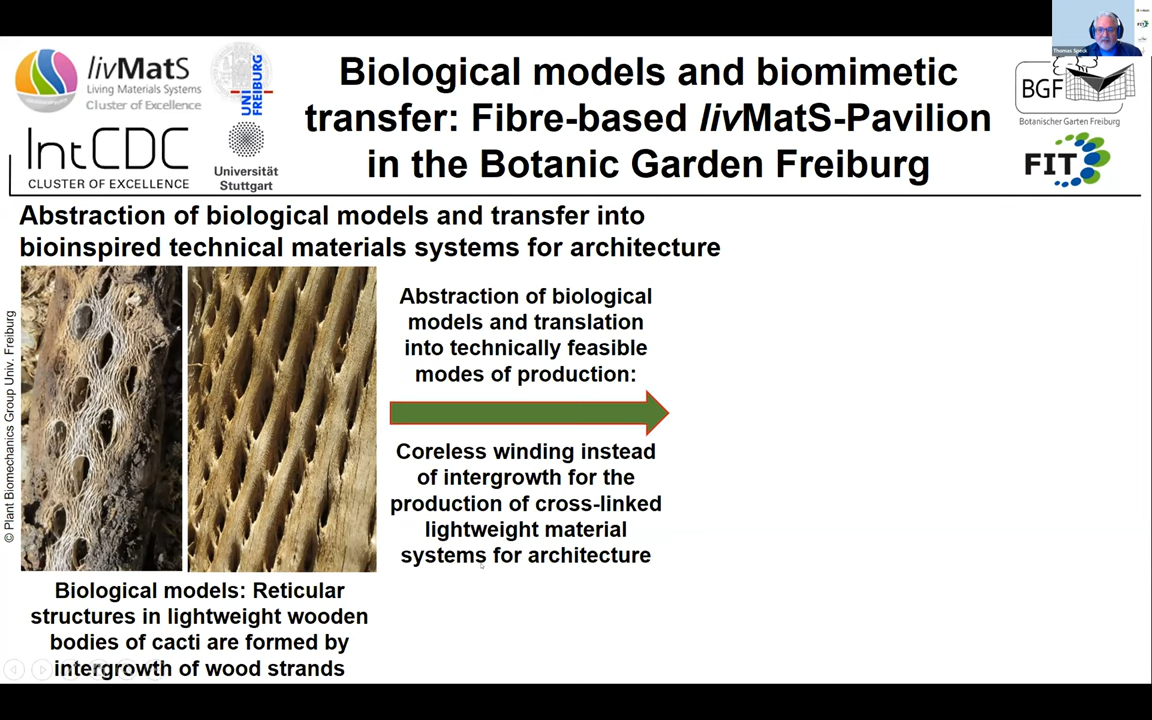 Thomas Speck
livMatS
Living Materials Systems
Cluster of Excellence
UNI
FREIBURG
IntCDC
CLUSTER OF EXCELLENCE
Universität
Stuttgart
Biological models and biomimetic
transfer: Fibre-based livMatS-Pavilion
in the Botanic Garden Freiburg
BGF
Botanischer Garten Freiburg
FIT
Abstraction of biological models and transfer into
bioinspired technical materials systems for architecture
© Plant Biomechanics Group Univ. Freiburg
Abstraction of biological
models and translation
into technically feasible
modes of production:
Coreless winding instead
of intergrowth for the
production of cross-linked
lightweight material
systems for architecture
Biological models: Reticular
structures in lightweight wooden
bodies of cacti are formed by
intergrowth of wood strands